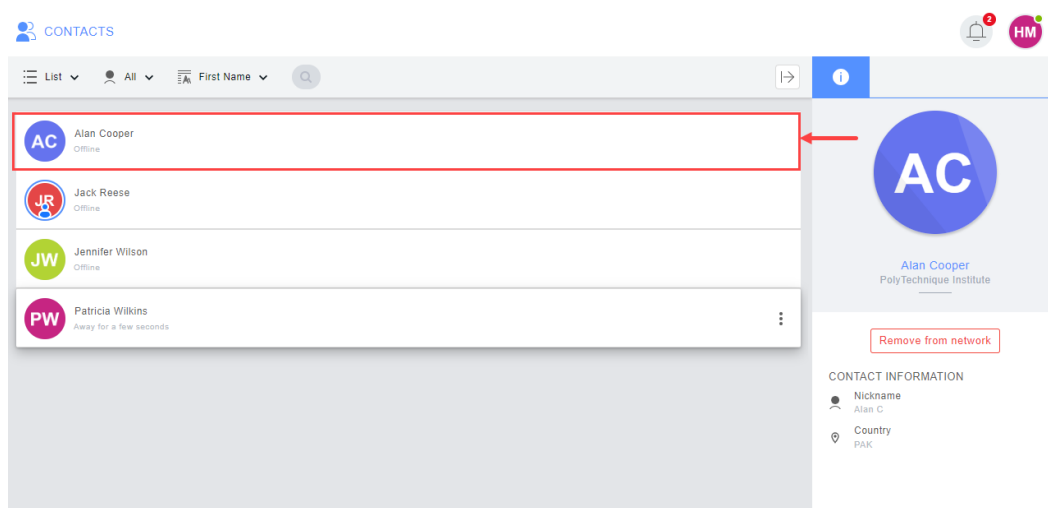 CONTACTS
2
HM
List
All
First Name
AC
Alan Cooper
Offline
JR
Jack Reese
Offline
JW
Jennifer Wilson
Offline
PW
Patricia Wilkins
Away for a few seconds
i
AC
Alan Cooper
PolyTechnique Institute
Remove from network
CONTACT INFORMATION
Nickname
Alan C
Country
PAK